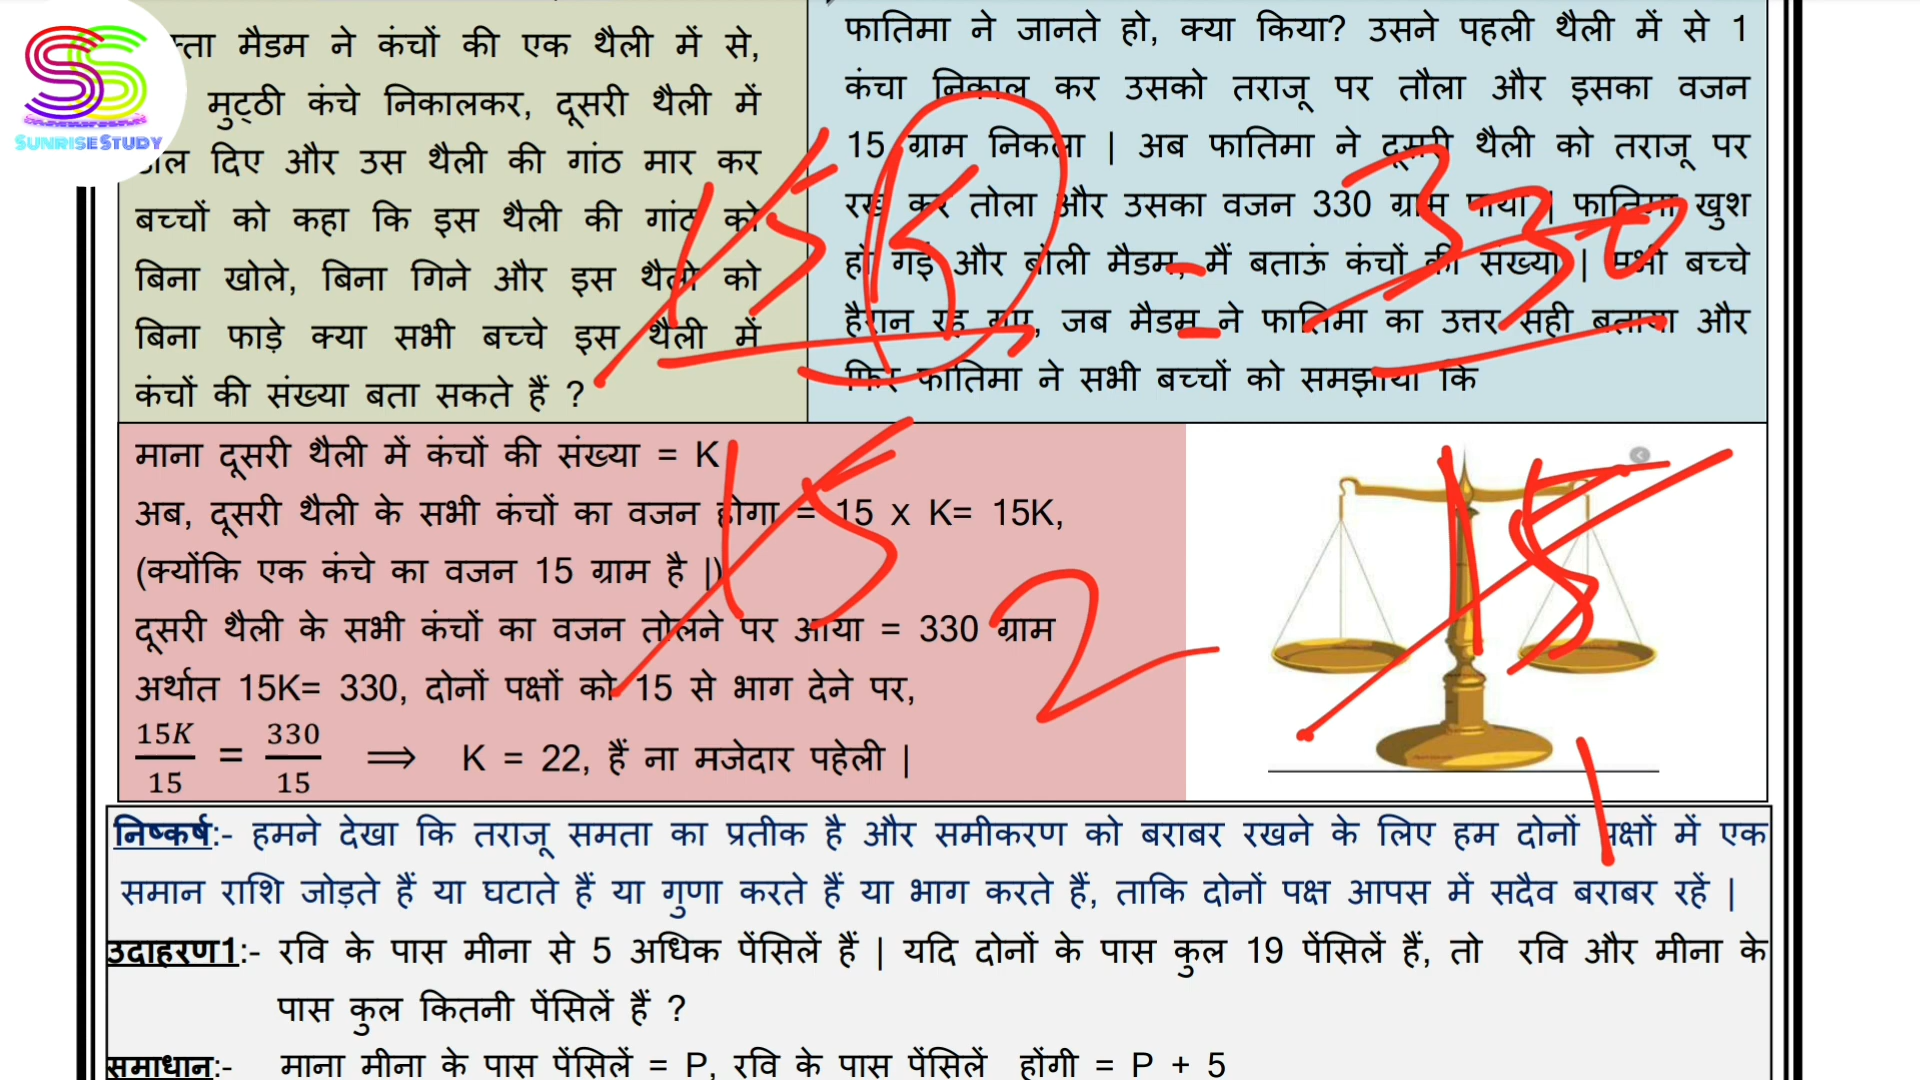 SUNRISESTUDY
मैडम ने कंचों की एक थैली में से,
मुट्ठी कंचे निकालकर, दूसरी थैली में
दिए और उस थैली की गांठ मार कर
बच्चों को कहा कि इस थैली की गांठ को
बिना खोले, बिना गिने और इस थैली को
बिना फाड़े क्या सभी बच्चे इस थैली में
कंचों की संख्या बता सकते हैं ?
फातिमा ने जानते हो, क्या किया? उसने पहली थैली में से 1
कंचा निकाल कर उसको तराजू पर तौला और इसका वजन
15 ग्राम निकला | अब फातिमा ने दूसरी थैली को तराजू पर
रख कर तोला और उसका वजन 330 ग्राम पाया | फातिमा खुश
हो गई और बोली मैडम, मैं बताऊं कंचों की संख्या | सभी बच्चे
हैरान रह गए, जब मैडम ने फातिमा का उत्तर सही बताया और
फिर फातिमा ने सभी बच्चों को समझाया कि
15 K = 330
माना दूसरी थैली में कंचों की संख्या = K
अब, दूसरी थैली के सभी कंचों का वजन होगा = 15 x K= 15K,
(क्योंकि एक कंचे का वजन 15 ग्राम है |)
दूसरी थैली के सभी कंचों का वजन तोलने पर आया = 330 ग्राम
अर्थात 15K= 330, दोनों पक्षों को 15 से भाग देने पर,
15K/15 = 330/15 ⟹ K = 22, हैं ना मजेदार पहेली |
15 2 15
1
निष्कर्ष:- हमने देखा कि तराजू समता का प्रतीक है और समीकरण को बराबर रखने के लिए हम दोनों पक्षों में एक
समान राशि जोड़ते हैं या घटाते हैं या गुणा करते हैं या भाग करते हैं, ताकि दोनों पक्ष आपस में सदैव बराबर रहें |
उदाहरण1:- रवि के पास मीना से 5 अधिक पेंसिलें हैं | यदि दोनों के पास कुल 19 पेंसिलें हैं, तो रवि और मीना के
पास कुल कितनी पेंसिलें हैं ?
समाधान:- माना मीना के पास पेंसिलें = P, रवि के पास पेंसिलें होंगी = P + 5